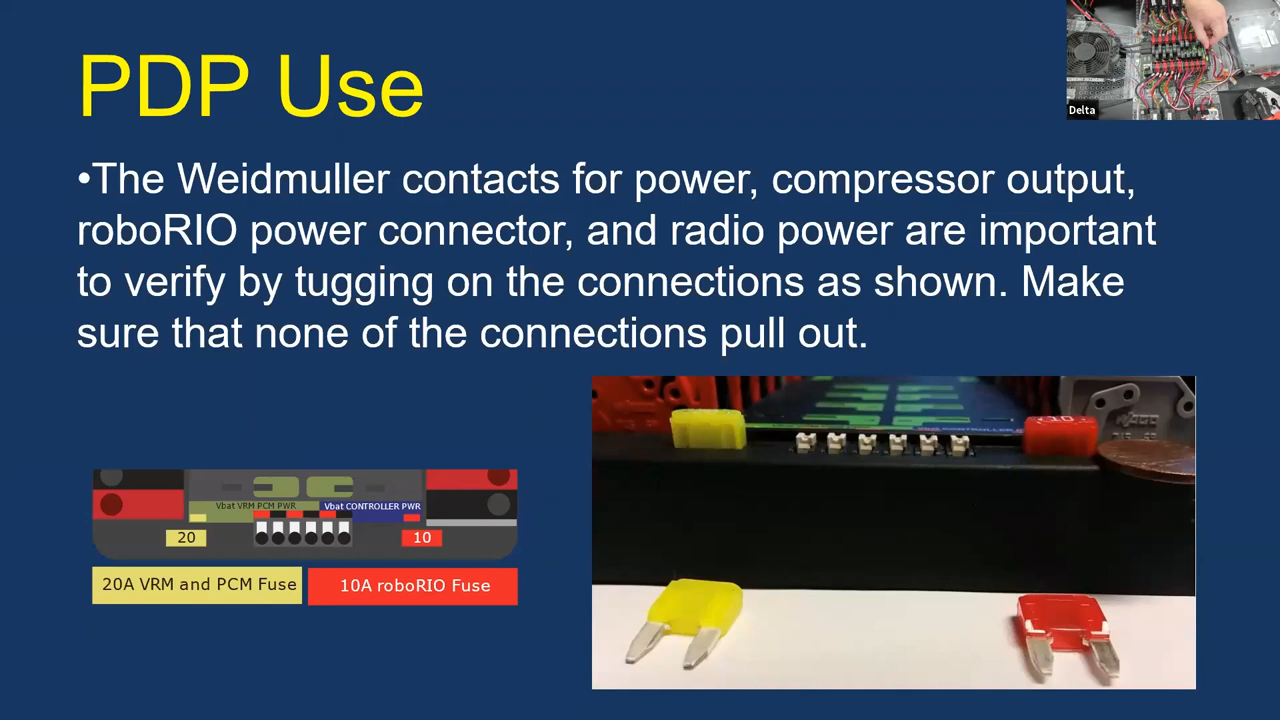 PDP Use
•The Weidmuller contacts for power, compressor output,
roboRIO power connector, and radio power are important
to verify by tugging on the connections as shown. Make
sure that none of the connections pull out.
Delta
Vbat VRM PCM PWR
Vbat CONTROLLER PWR
20
10
20A VRM and PCM Fuse
10A roboRIO Fuse
10
CONTROLLER